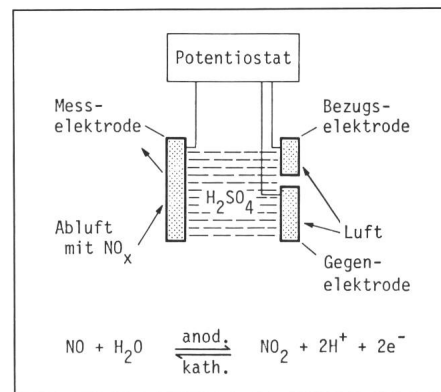 Potentiostat
Mess-
elektrode
Bezugs-
elektrode
H₂SO₄
Abluft
mit NOₓ
Luft
Gegen-
elektrode
anod.
NO + H₂O ⇌ NO₂ + 2H⁺ + 2e⁻
kath.